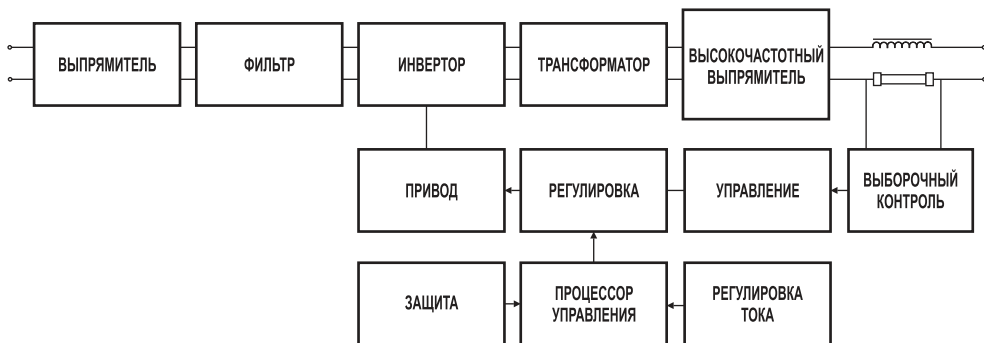 ВЫПРЯМИТЕЛЬ
ФИЛЬТР
ИНВЕРТОР
ТРАНСФОРМАТОР
ВЫСОКОЧАСТОТНЫЙ
ВЫПРЯМИТЕЛЬ
ПРИВОД
РЕГУЛИРОВКА
УПРАВЛЕНИЕ
ВЫБОРОЧНЫЙ
КОНТРОЛЬ
ЗАЩИТА
ПРОЦЕССОР
УПРАВЛЕНИЯ
РЕГУЛИРОВКА
ТОКА